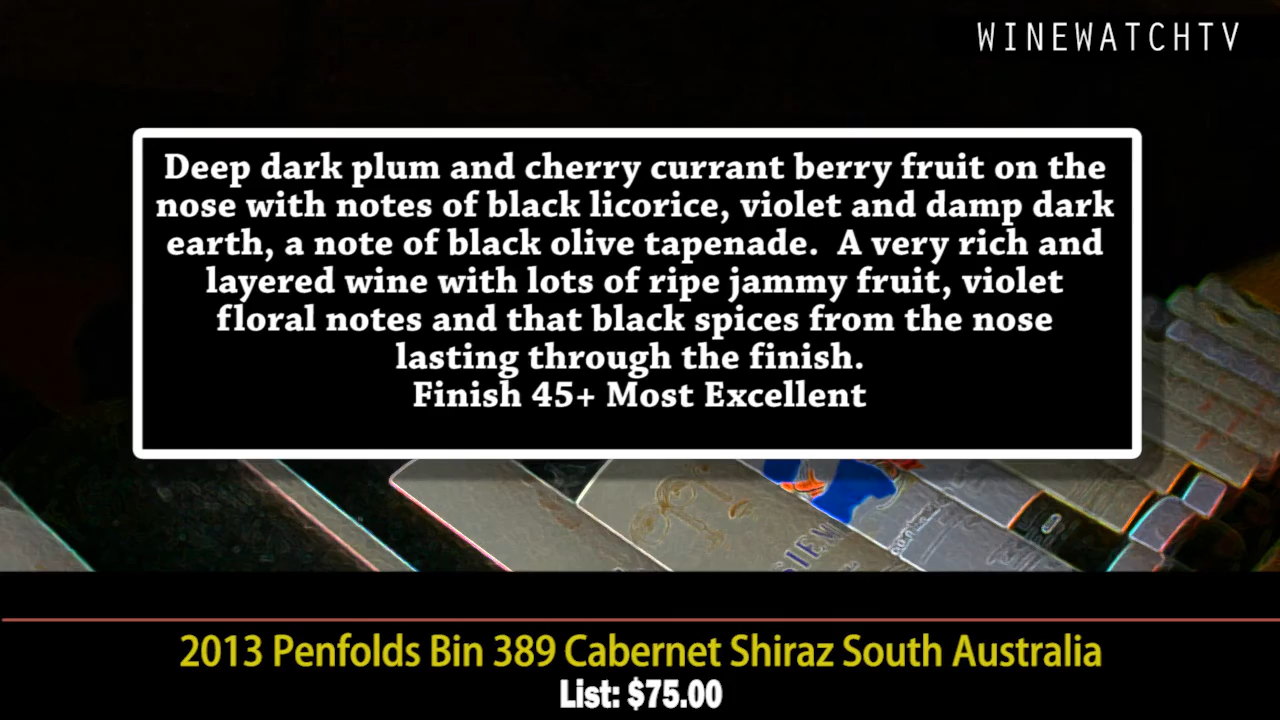 WINEWATCHTV
Deep dark plum and cherry currant berry fruit on the
nose with notes of black licorice, violet and damp dark
earth, a note of black olive tapenade.  A very rich and
layered wine with lots of ripe jammy fruit, violet
floral notes and that black spices from the nose
lasting through the finish.
Finish 45+ Most Excellent
2013 Penfolds Bin 389 Cabernet Shiraz South Australia
List: $75.00